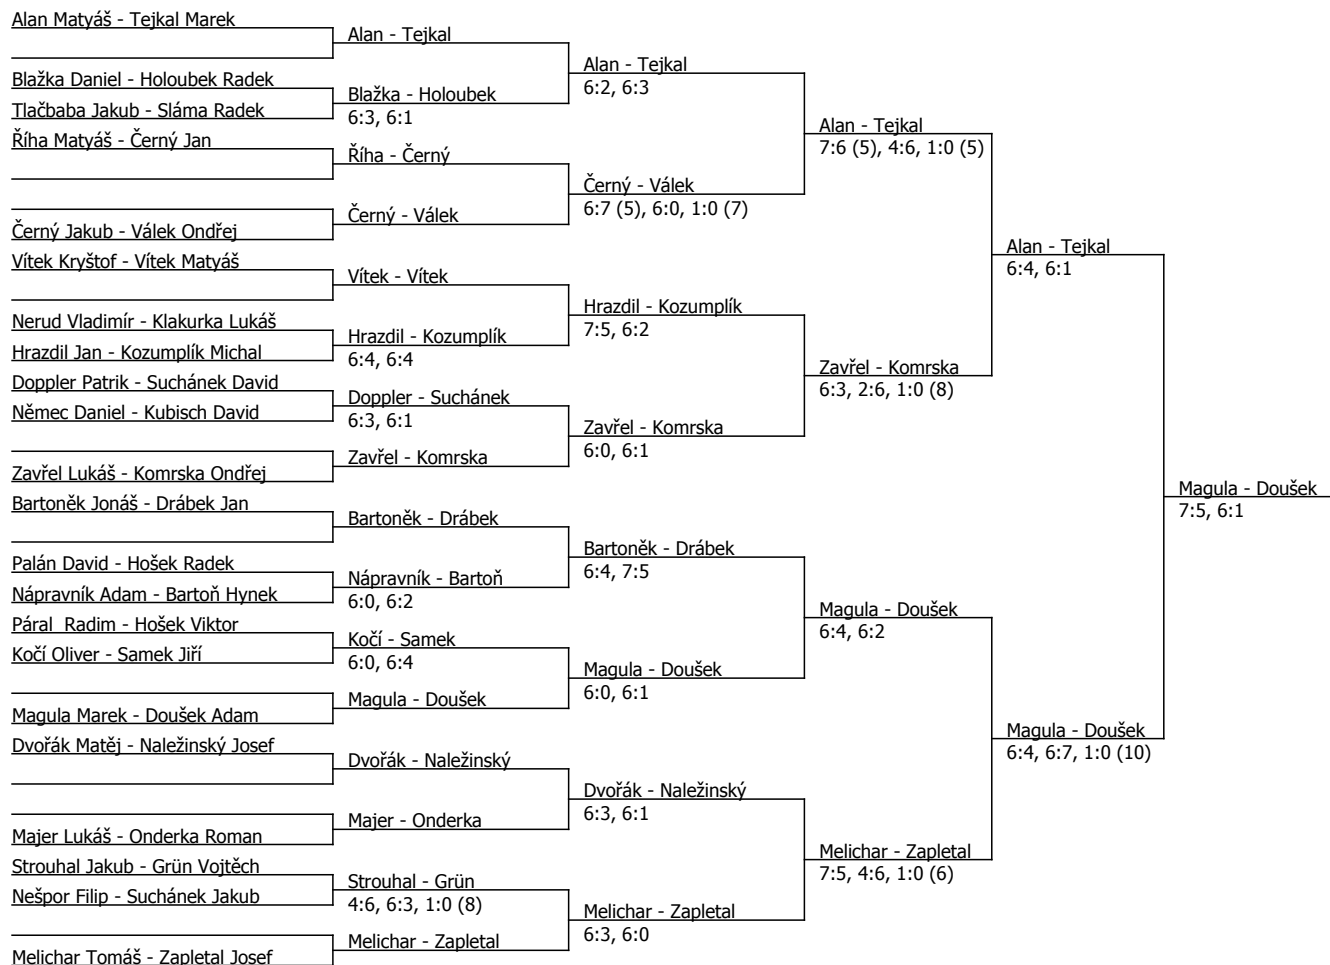 Alan Matyáš - Tejkal Marek
Blažka Daniel - Holoubek Radek
Tlačbaba Jakub - Sláma Radek
Říha Matyáš - Černý Jan
Černý Jakub - Válek Ondřej
Vítek Kryštof - Vítek Matyáš
Nerud Vladimír - Klakurka Lukáš
Hrazdil Jan - Kozumplík Michal
Doppler Patrik - Suchánek David
Němec Daniel - Kubisch David
Zavřel Lukáš - Komrska Ondřej
Bartoněk Jonáš - Drábek Jan
Palán David - Hošek Radek
Nápravník Adam - Bartoň Hynek
Páral  Radim - Hošek Viktor
Kočí Oliver - Samek Jiří
Magula Marek - Doušek Adam
Dvořák Matěj - Naležinský Josef
Majer Lukáš - Onderka Roman
Strouhal Jakub - Grün Vojtěch
Nešpor Filip - Suchánek Jakub
Melichar Tomáš - Zapletal Josef
Alan - Tejkal
Blažka - Holoubek
6:3, 6:1
Říha - Černý
Černý - Válek
Vítek - Vítek
Hrazdil - Kozumplík
6:4, 6:4
Doppler - Suchánek
6:3, 6:1
Zavřel - Komrska
Bartoněk - Drábek
Nápravník - Bartoň
6:0, 6:2
Kočí - Samek
6:0, 6:4
Magula - Doušek
Dvořák - Naležinský
Majer - Onderka
Strouhal - Grün
4:6, 6:3, 1:0 (8)
Melichar - Zapletal
Alan - Tejkal
6:2, 6:3
Černý - Válek
6:7 (5), 6:0, 1:0 (7)
Hrazdil - Kozumplík
7:5, 6:2
Zavřel - Komrska
6:0, 6:1
Bartoněk - Drábek
6:4, 7:5
Magula - Doušek
6:0, 6:1
Dvořák - Naležinský
6:3, 6:1
Melichar - Zapletal
6:3, 6:0
Alan - Tejkal
7:6 (5), 4:6, 1:0 (5)
Zavřel - Komrska
6:3, 2:6, 1:0 (8)
Magula - Doušek
6:4, 6:2
Melichar - Zapletal
7:5, 4:6, 1:0 (6)
Alan - Tejkal
6:4, 6:1
Magula - Doušek
6:4, 6:7, 1:0 (10)
Magula - Doušek
7:5, 6:1